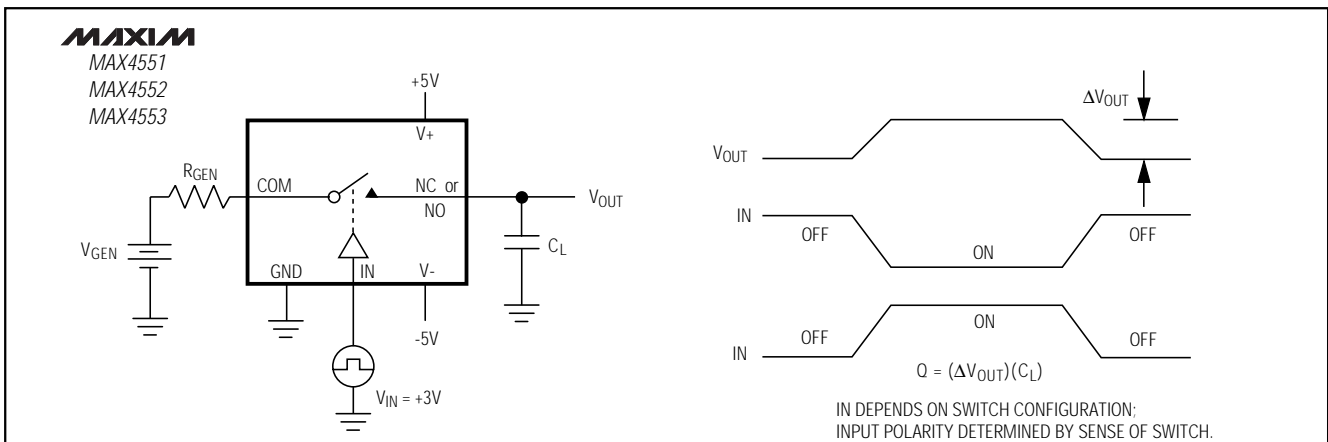 MAXIM
MAX4551
MAX4552
MAX4553
+5V
V+
RGEN
COM
NC or
NO
VOUT
VGEN
CL
GND
IN
V-
-5V
VIN = +3V
ΔVOUT
VOUT
IN
OFF
ON
OFF
IN
OFF
ON
OFF
Q = (ΔVOUT)(CL)
IN DEPENDS ON SWITCH CONFIGURATION;
INPUT POLARITY DETERMINED BY SENSE OF SWITCH.